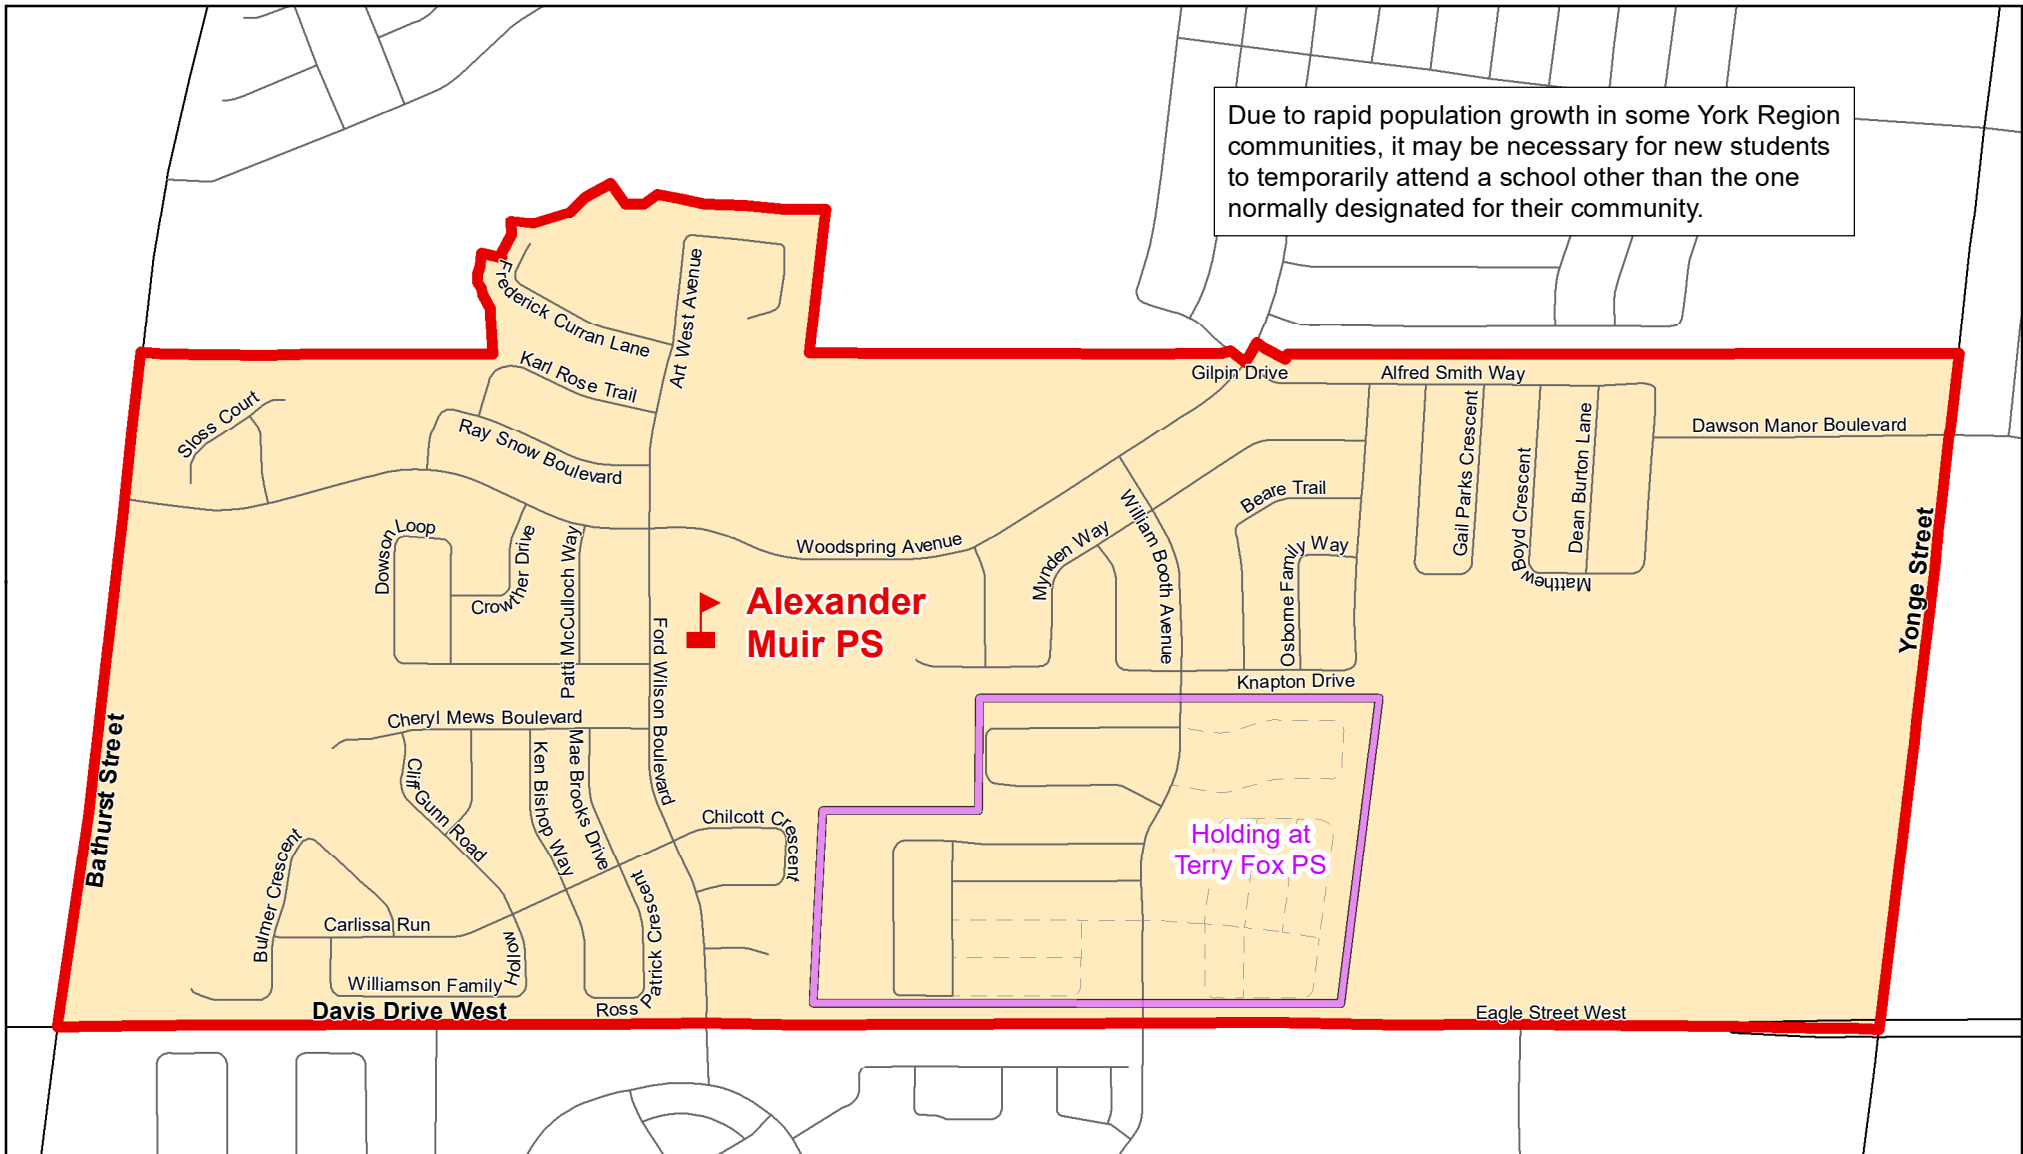 Due to rapid population growth in some York Region
communities, it may be necessary for new students
to temporarily attend a school other than the one
normally designated for their community.
Frederick Curran Lane
Art West Avenue
Karl Rose Trail
Gilpin Drive
Alfred Smith Way
Sloss Court
Ray Snow Boulevard
Dawson Manor Boulevard
Gail Parks Crescent
Matthew Boyd Crescent
Dean Burton Lane
Beare Trail
William Booth Avenue
Mynden Way
Osborne Family Way
Woodspring Avenue
Dowson Loop
Crowther Drive
Patti McCulloch Way
Yonge Street
Alexander
Muir PS
Ford Wilson Boulevard
Knapton Drive
Cheryl Mews Boulevard
Bathurst Street
Cliff Gunn Road
Ken Bishop Way
Mae Brooks Drive
Chilcott Crescent
Holding at
Terry Fox PS
Bulmer Crescent
Carlissa Run
Williamson Family Hollow
Ross Patrick Crescent
Davis Drive West
Eagle Street West